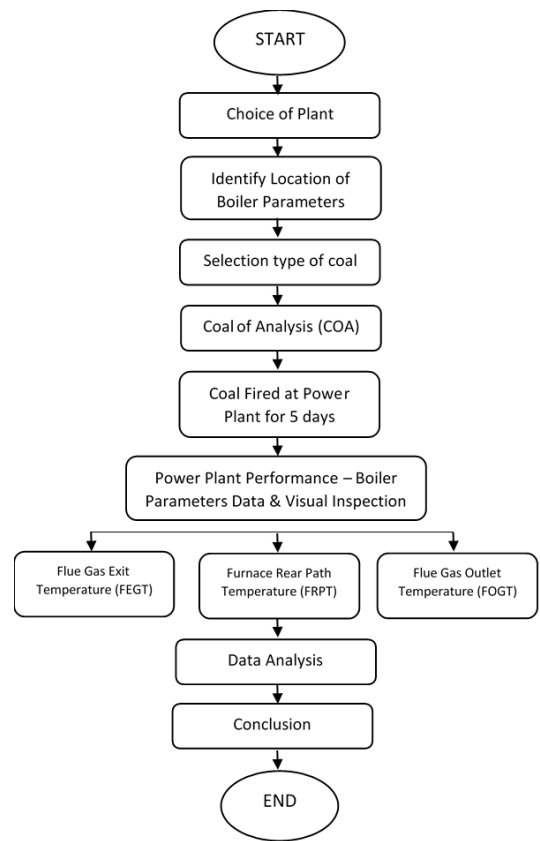 START
Choice of Plant
Identify Location of
Boiler Parameters
Selection type of coal
Coal of Analysis (COA)
Coal Fired at Power
Plant for 5 days
Power Plant Performance – Boiler
Parameters Data & Visual Inspection
Flue Gas Exit
Temperature (FEGT)
Furnace Rear Path
Temperature (FRPT)
Flue Gas Outlet
Temperature (FOGT)
Data Analysis
Conclusion
END